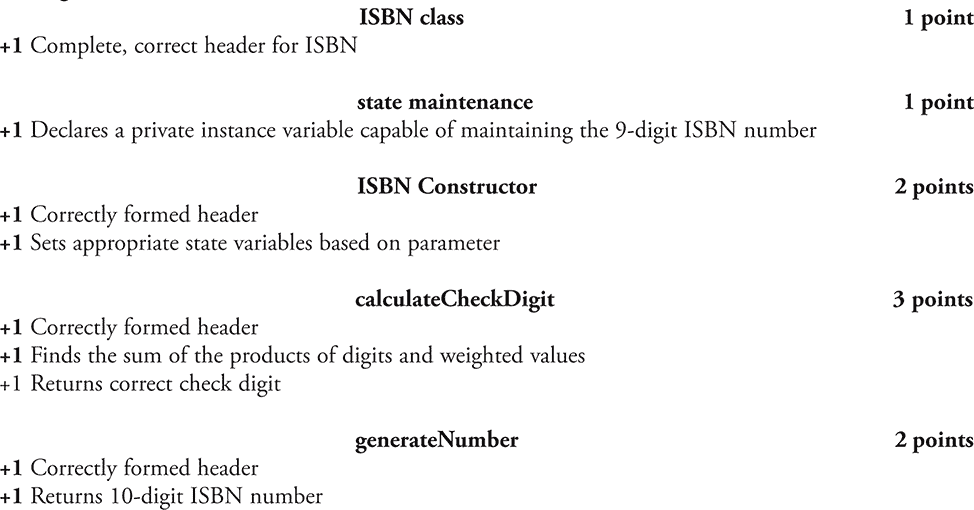 ISBN class 1 point
+1 Complete, correct header for ISBN
state maintenance 1 point
+1 Declares a private instance variable capable of maintaining the 9-digit ISBN number
ISBN Constructor 2 points
+1 Correctly formed header
+1 Sets appropriate state variables based on parameter
calculateCheckDigit 3 points
+1 Correctly formed header
+1 Finds the sum of the products of digits and weighted values
+1 Returns correct check digit
generateNumber 2 points
+1 Correctly formed header
+1 Returns 10-digit ISBN number